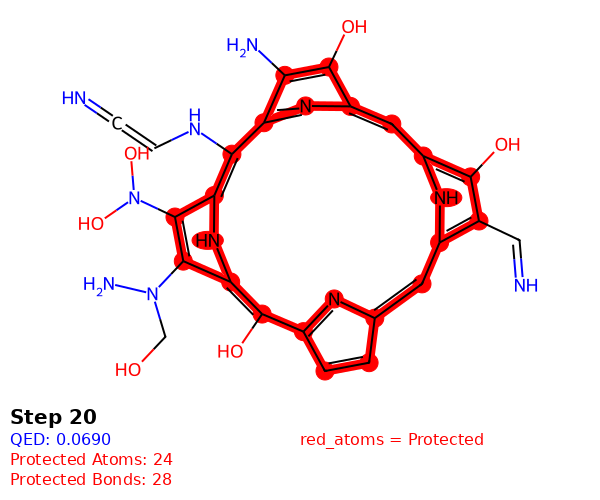 OH
H2N
N
HN
C
H
N
OH
OH
N
HO
NH
HN
H2N
N
NH
N
HO
HO
Step 20
QED: 0.0690
Protected Atoms: 24
red_atoms = Protected
Protected Bonds: 28